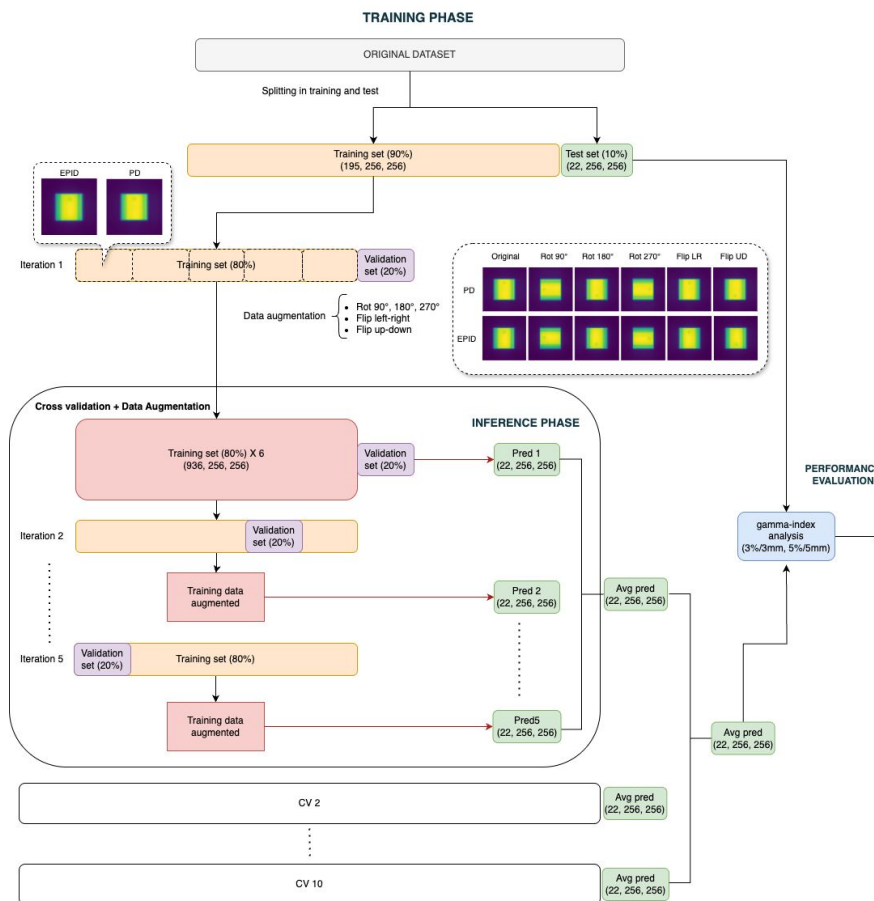 TRAINING PHASE
ORIGINAL DATASET
Splitting in training and test
Training set (90%)
(195, 256, 256)
Test set (10%)
(22, 256, 256)
EPID
PD
Iteration 1
Training set (80%)
Validation
set (20%)
Data augmentation
Rot 90°, 180°, 270°
Flip left-right
Flip up-down
Original
Rot 90°
Rot 180°
Rot 270°
Flip LR
Flip UD
PD
EPID
Cross validation + Data Augmentation
INFERENCE PHASE
Training set (80%) X 6
(936, 256, 256)
Validation
set (20%)
Pred 1
(22, 256, 256)
PERFORMANC
EVALUATION
gamma-index
analysis
(3%/3mm, 5%/5mm)
Iteration 2
Validation
set (20%)
Training data
augmented
Pred 2
(22, 256, 256)
Avg pred
(22, 256, 256)
Iteration 5
Validation
set (20%)
Training set (80%)
Training data
augmented
Pred5
(22, 256, 256)
Avg pred
(22, 256, 256)
CV 2
Avg pred
(22, 256, 256)
CV 10
Avg pred
(22, 256, 256)